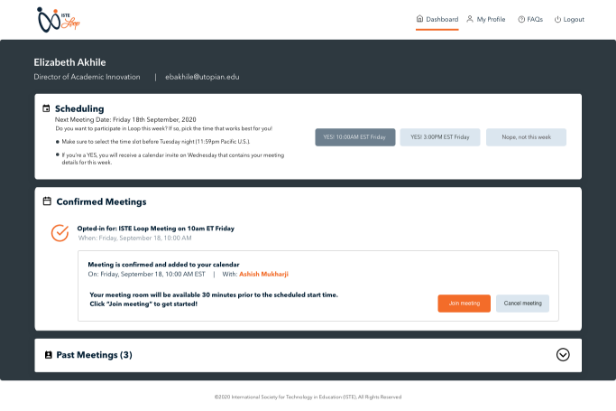 ISTE
Loop
Dashboard
My Profile
FAQs
Logout
Elizabeth Akhile
Director of Academic Innovation | ebakhile@utopian.edu
Scheduling
Next Meeting Date: Friday 18th September, 2020
Do you want to participate in Loop this week? If so, pick the time that works best for you!
• Make sure to select the time slot before Tuesday night (11:59pm Pacific U.S.).
• If you're a YES, you will receive a calendar invite on Wednesday that contains your meeting
details for this week.
YES! 10:00AM EST Friday
YES! 3:00PM EST Friday
Nope, not this week
Confirmed Meetings
Opted-in for: ISTE Loop Meeting on 10am ET Friday
When: Friday, September 18, 10:00 AM
Meeting is confirmed and added to your calendar
On: Friday, September 18, 10:00 AM EST | With: Ashish Mukharji
Your meeting room will be available 30 minutes prior to the scheduled start time.
Click "Join meeting" to get started!
Join meeting
Cancel meeting
Past Meetings (3)
©2020 International Society for Technology in Education (ISTE), All Rights Reserved